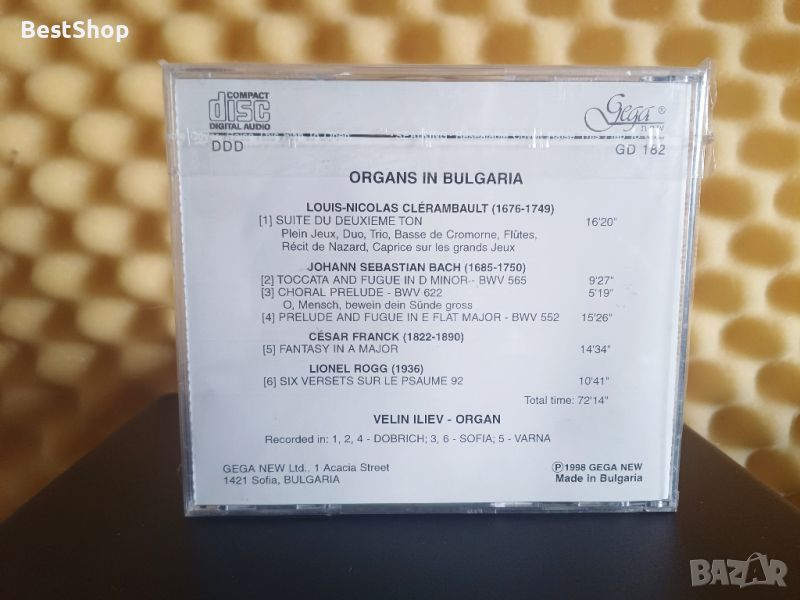 BestShop
COMPACT
disc
DIGITAL AUDIO
DDD
Gega ®
new
GD 182
ORGANS IN BULGARIA
LOUIS-NICOLAS CLÉRAMBAULT (1676-1749)
[1] SUITE DU DEUXIEME TON 16'20"
Plein Jeux, Duo, Trio, Basse de Cromorne, Flûtes,
Récit de Nazard, Caprice sur les grands Jeux
JOHANN SEBASTIAN BACH (1685-1750)
[2] TOCCATA AND FUGUE IN D MINOR - BWV 565 9'27"
[3] CHORAL PRELUDE - BWV 622 5'19"
O, Mensch, bewein dein Sünde gross
[4] PRELUDE AND FUGUE IN E FLAT MAJOR - BWV 552 15'26"
CÉSAR FRANCK (1822-1890)
[5] FANTASY IN A MAJOR 14'34"
LIONEL ROGG (1936)
[6] SIX VERSETS SUR LE PSAUME 92 10'41"
Total time: 72'14"
VELIN ILIEV - ORGAN
Recorded in: 1, 2, 4 - DOBRICH; 3, 6 - SOFIA; 5 - VARNA
GEGA NEW Ltd., 1 Acacia Street
1421 Sofia, BULGARIA
Ⓟ 1998 GEGA NEW
Made in Bulgaria
BAZAR